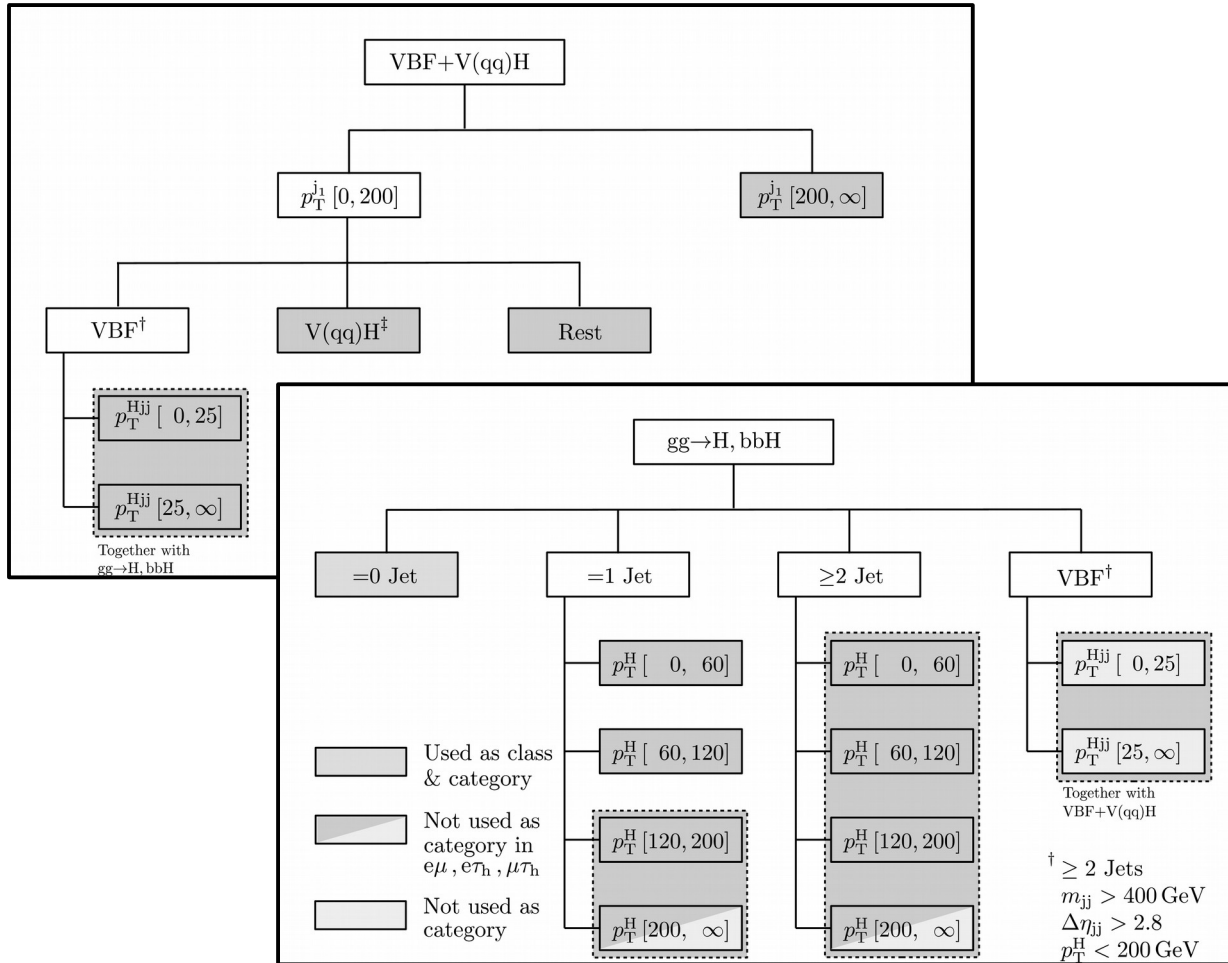 VBF+V(qq)H
p_T^{j_1} [0, 200]
p_T^{j_1} [200, ∞]
VBF†
V(qq)H‡
Rest
p_T^{Hjj} [ 0, 25]
p_T^{Hjj} [25, ∞]
Together with
gg→H, bbH
gg→H, bbH
=0 Jet
=1 Jet
≥2 Jet
VBF†
p_T^H [ 0, 60]
p_T^H [ 0, 60]
p_T^{Hjj} [ 0, 25]
p_T^H [ 60, 120]
p_T^H [ 60, 120]
p_T^{Hjj} [25, ∞]
Together with
VBF+V(qq)H
p_T^H [120, 200]
p_T^H [120, 200]
p_T^H [200, ∞]
p_T^H [200, ∞]
Used as class
& category
Not used as
category in
eμ , eτ_h , μτ_h
Not used as
category
† ≥ 2 Jets
m_{jj} > 400 GeV
Δη_{jj} > 2.8
p_T^H < 200 GeV